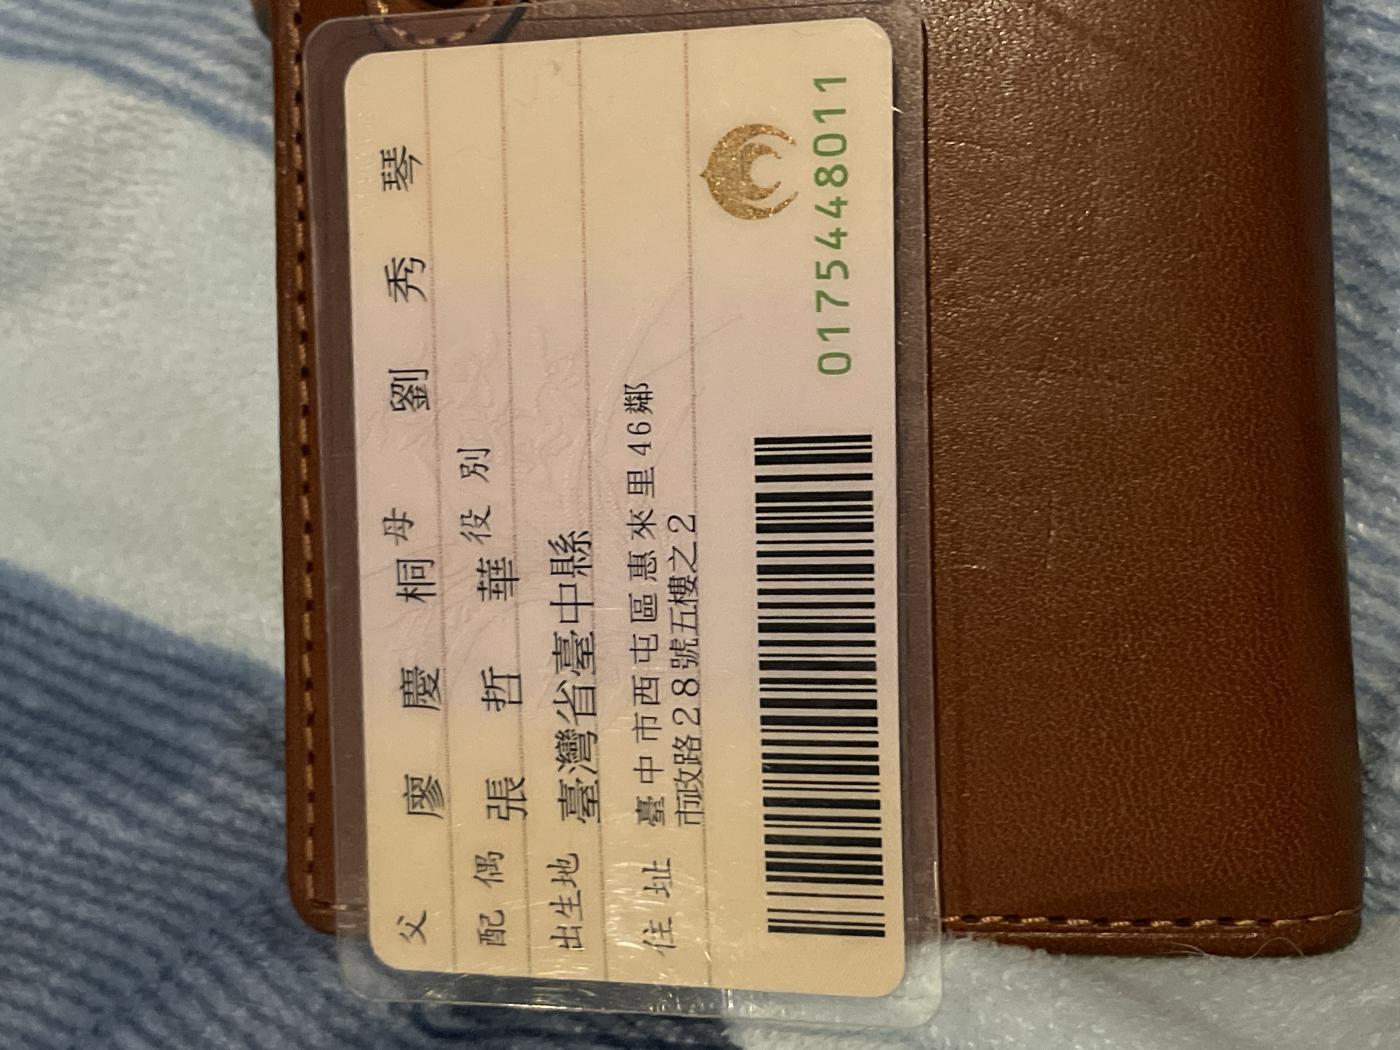 父 廖慶桐 母 劉秀琴
配偶 張哲華 役別
出生地 臺灣省臺中縣
住址 臺中市西屯區惠來里46鄰
市政路28號五樓之2
0175448011